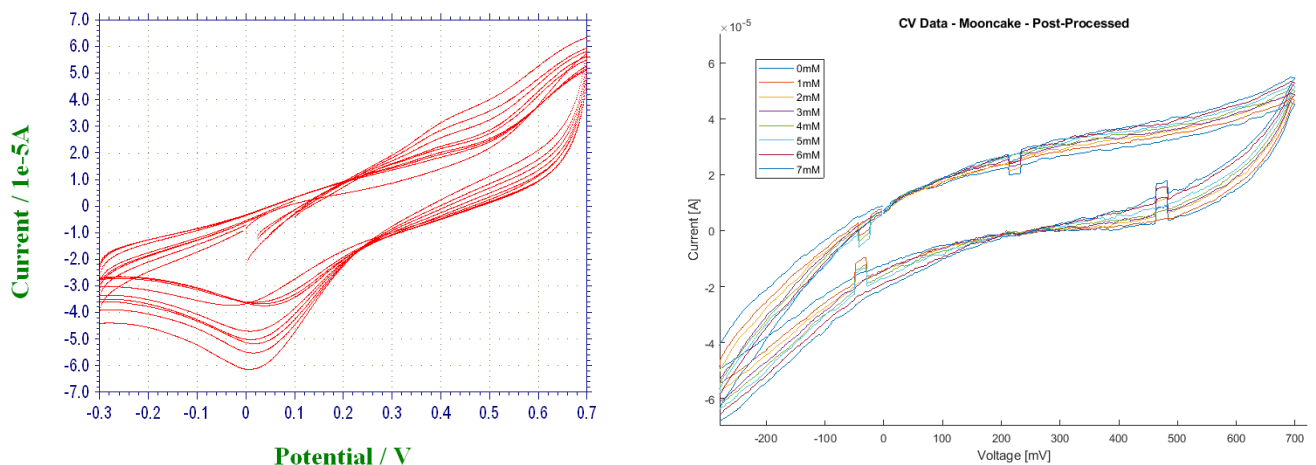 7.0
6.0
5.0
4.0
3.0
2.0
1.0
0
-1.0
-2.0
-3.0
-4.0
-5.0
-6.0
-7.0
Current / 1e-5A
-0.3 -0.2 -0.1 0 0.1 0.2 0.3 0.4 0.5 0.6 0.7
Potential / V
CV Data - Mooncake - Post-Processed
×10-5
6
4
2
0
-2
-4
-6
Current [A]
0mM
1mM
2mM
3mM
4mM
5mM
6mM
7mM
-200 -100 0 100 200 300 400 500 600 700
Voltage [mV]